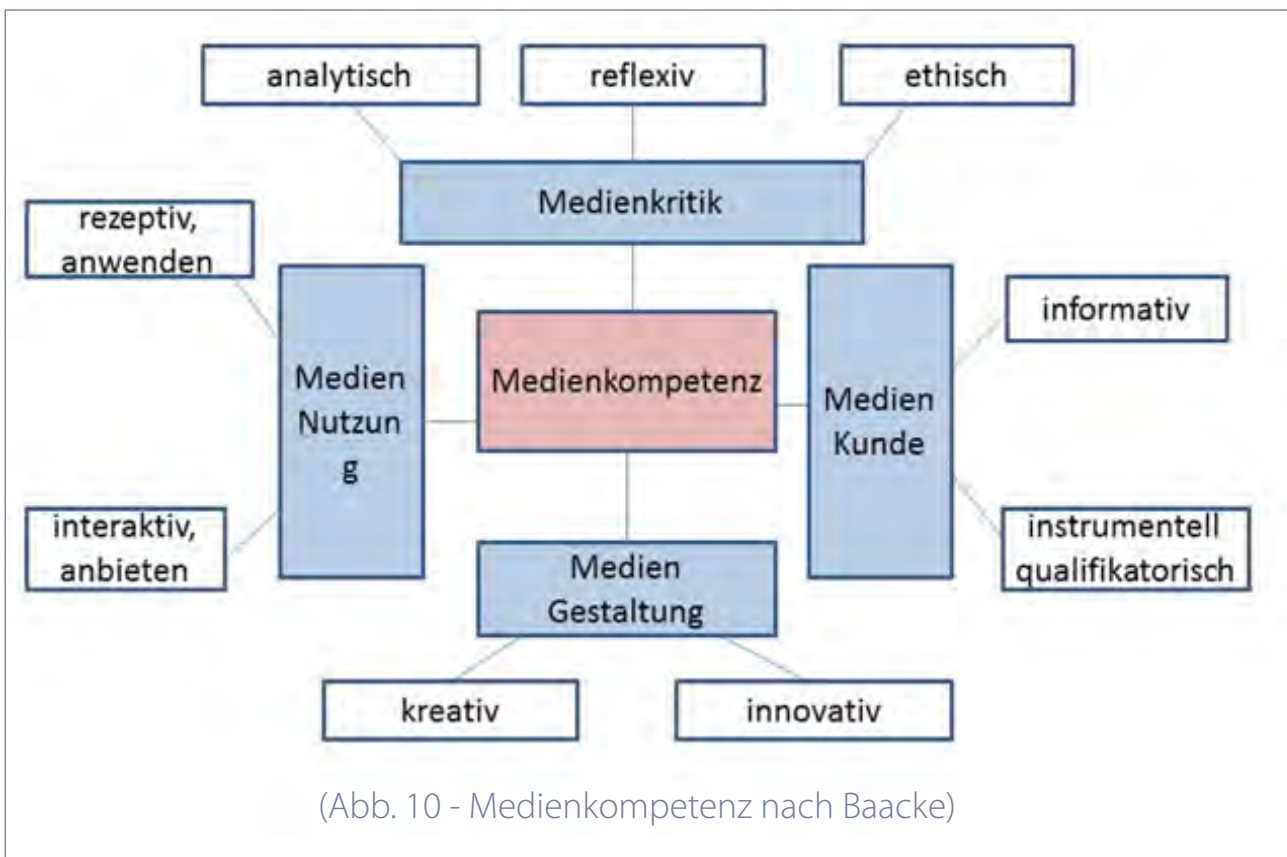 analytisch
reflexiv
ethisch
Medienkritik
rezeptiv,
anwenden
informativ
Medien
Nutzun
g
Medienkompetenz
Medien
Kunde
interaktiv,
anbieten
instrumentell
qualifikatorisch
Medien
Gestaltung
kreativ
innovativ
(Abb. 10 - Medienkompetenz nach Baacke)